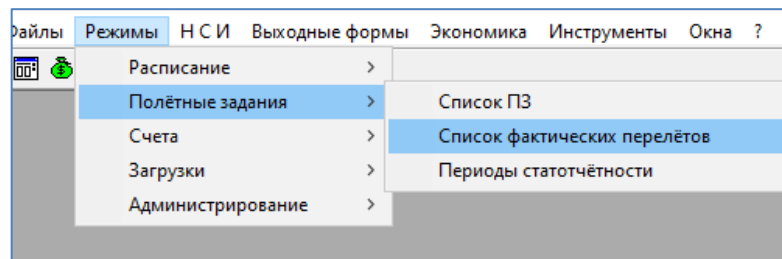 Файлы Режимы Н С И Выходные формы Экономика Инструменты Окна ?
Расписание
Полётные задания
Список ПЗ
Счета
Список фактических перелётов
Загрузки
Периоды статотчётности
Администрирование